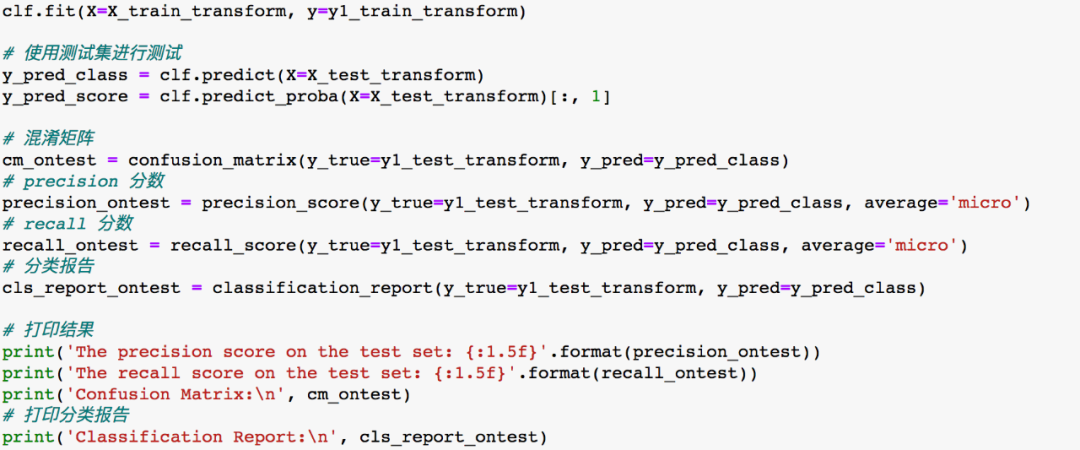 clf.fit(X=X_train_transform, y=y1_train_transform)
# 使用测试集进行测试
y_pred_class = clf.predict(X=X_test_transform)
y_pred_score = clf.predict_proba(X=X_test_transform)[:, 1]
# 混淆矩阵
cm_ontest = confusion_matrix(y_true=y1_test_transform, y_pred=y_pred_class)
# precision 分数
precision_ontest = precision_score(y_true=y1_test_transform, y_pred=y_pred_class, average='micro')
# recall 分数
recall_ontest = recall_score(y_true=y1_test_transform, y_pred=y_pred_class, average='micro')
# 分类报告
cls_report_ontest = classification_report(y_true=y1_test_transform, y_pred=y_pred_class)
# 打印结果
print('The precision score on the test set: {:1.5f}'.format(precision_ontest))
print('The recall score on the test set: {:1.5f}'.format(recall_ontest))
print('Confusion Matrix:\n', cm_ontest)
# 打印分类报告
print('Classification Report:\n', cls_report_ontest)